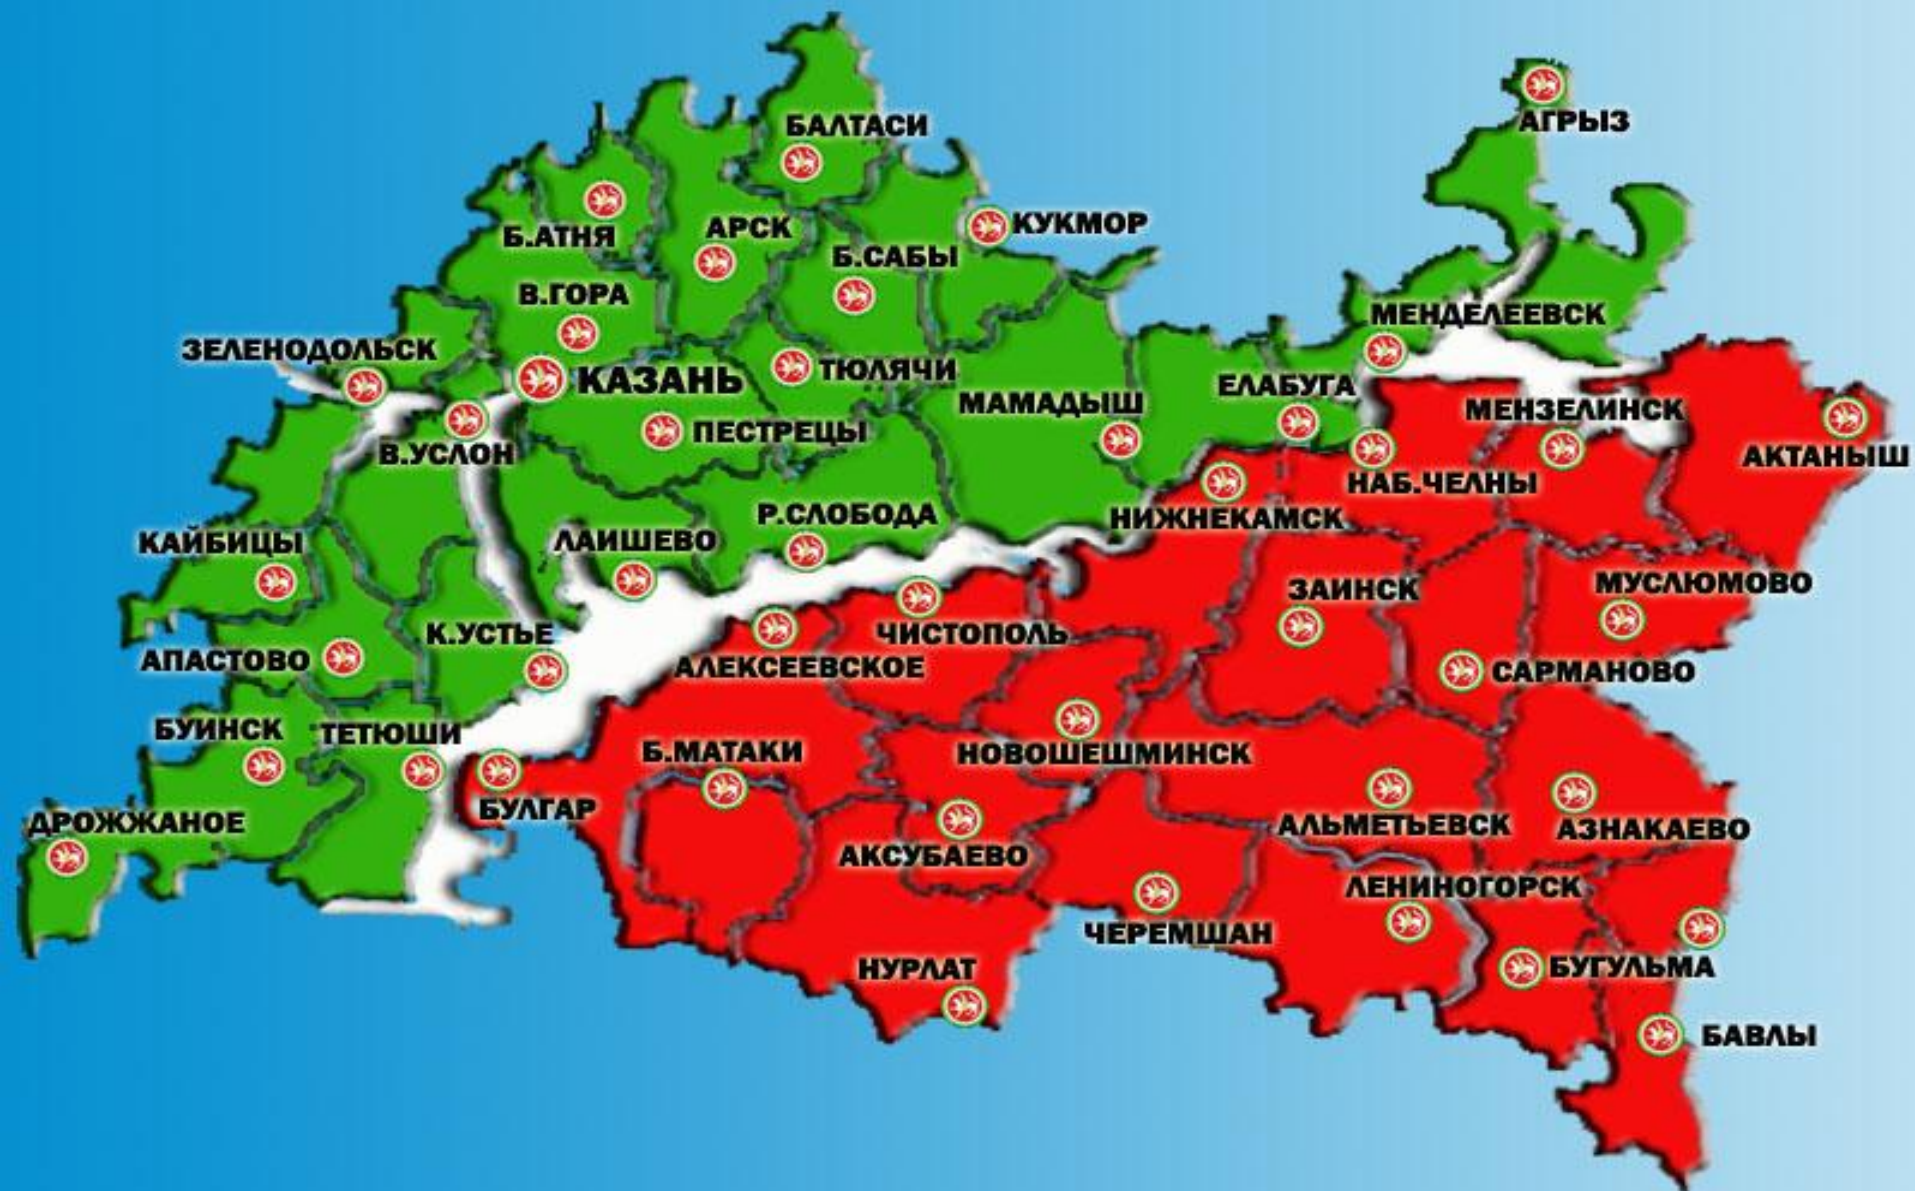 БАЛТАСИ
АГРЫЗ
Б.АТНЯ
АРСК
КУКМОР
Б.САБЫ
В.ГОРА
МЕНДЕЛЕЕВСК
ЗЕЛЕНОДОЛЬСК
КАЗАНЬ
ТЮЛЯЧИ
ЕЛАБУГА
МАМАДЫШ
МЕНЗЕЛИНСК
ПЕСТРЕЦЫ
В.УСЛОН
АКТАНЫШ
НАБ.ЧЕЛНЫ
Р.СЛОБОДА
НИЖНЕКАМСК
КАЙБИЦЫ
ЛАИШЕВО
ЗАИНСК
МУСЛЮМОВО
К.УСТЬЕ
ЧИСТОПОЛЬ
АПАСТОВО
АЛЕКСЕЕВСКОЕ
САРМАНОВО
БУИНСК
ТЕТЮШИ
Б.МАТАКИ
НОВОШЕШМИНСК
БУЛГАР
ДРОЖЖАНОЕ
АЛЬМЕТЬЕВСК
АЗНАКАЕВО
АКСУБАЕВО
ЛЕНИНОГОРСК
ЧЕРЕМШАН
НУРЛАТ
БУГУЛЬМА
БАВЛЫ